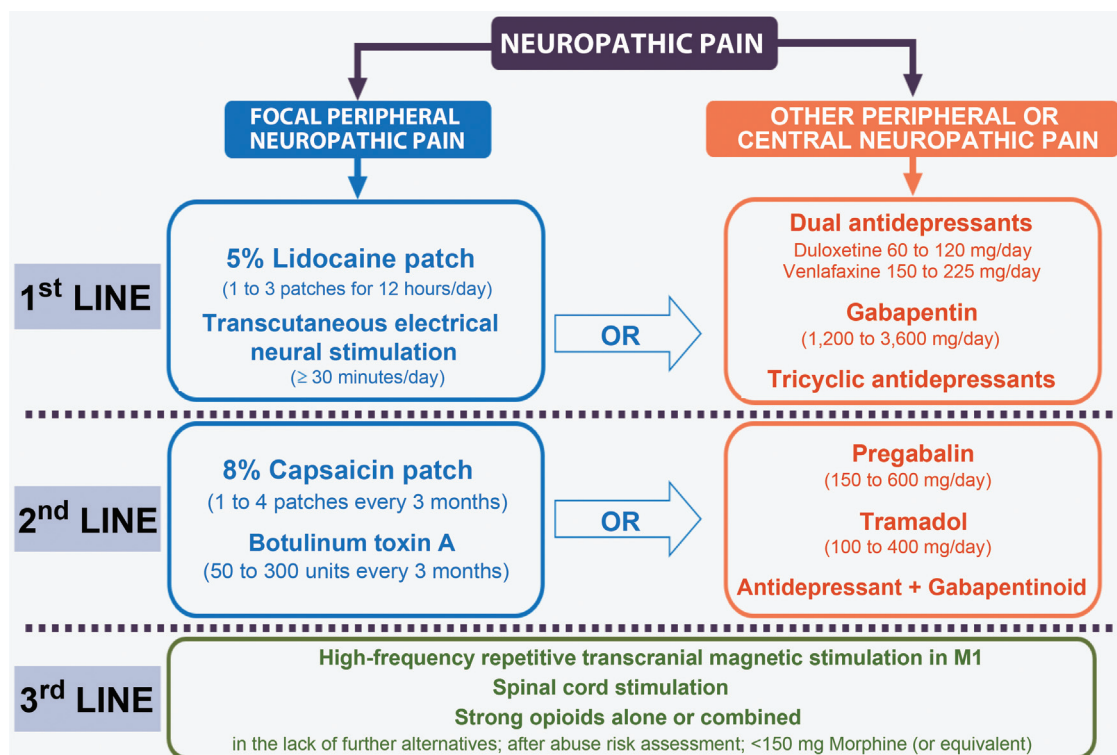 NEUROPATHIC PAIN
FOCAL PERIPHERAL
NEUROPATHIC PAIN
OTHER PERIPHERAL OR
CENTRAL NEUROPATHIC PAIN
1st LINE
5% Lidocaine patch
(1 to 3 patches for 12 hours/day)
Transcutaneous electrical
neural stimulation
(≥ 30 minutes/day)
OR
Dual antidepressants
Duloxetine 60 to 120 mg/day
Venlafaxine 150 to 225 mg/day
Gabapentin
(1,200 to 3,600 mg/day)
Tricyclic antidepressants
2nd LINE
8% Capsaicin patch
(1 to 4 patches every 3 months)
Botulinum toxin A
(50 to 300 units every 3 months)
OR
Pregabalin
(150 to 600 mg/day)
Tramadol
(100 to 400 mg/day)
Antidepressant + Gabapentinoid
3rd LINE
High-frequency repetitive transcranial magnetic stimulation in M1
Spinal cord stimulation
Strong opioids alone or combined
in the lack of further alternatives; after abuse risk assessment; <150 mg Morphine (or equivalent)